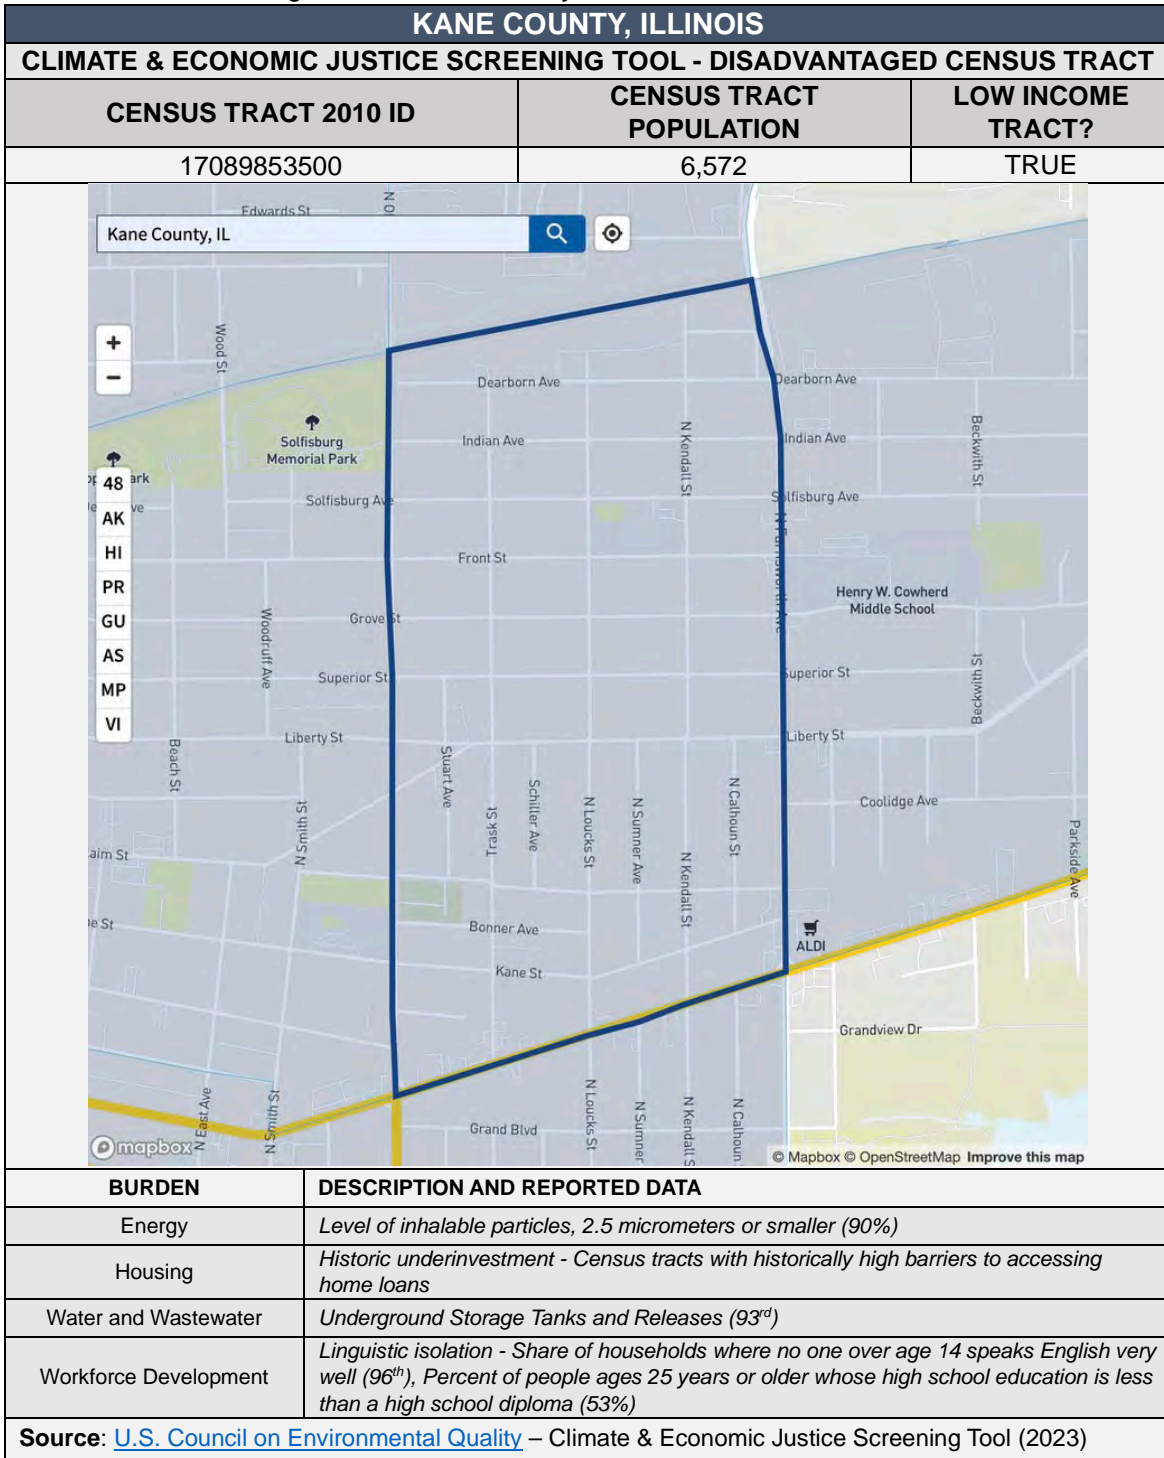 KANE COUNTY, ILLINOIS
CLIMATE & ECONOMIC JUSTICE SCREENING TOOL - DISADVANTAGED CENSUS TRACT
CENSUS TRACT 2010 ID
CENSUS TRACT
POPULATION
LOW INCOME
TRACT?
17089853500
6,572
TRUE
Edwards St
Kane County, IL
+
−
Wood St
Dearborn Ave
Dearborn Ave
Solfisburg
Memorial Park
Indian Ave
Indian Ave
N Kendall St
Beckwith St
ark
48
Solfisburg Ave
Solfisburg Ave
AK
HI
Front St
PR
Henry W. Cowherd
Middle School
GU
Grove St
Woodruff Ave
AS
Superior St
Superior St
Beckwith St
MP
VI
Liberty St
Liberty St
Beach St
Stuart Ave
Schiller Ave
N Loucks St
N Sumner Ave
N Calhoun St
Coolidge Ave
N Smith St
Trask St
N Kendall St
Parkside Ave
aim St
ne St
Bonner Ave
ALDI
Kane St
Grandview Dr
N East Ave
N Smith St
Grand Blvd
N Loucks St
N Sumner
N Kendall S
N Calhoun
mapbox
© Mapbox © OpenStreetMap Improve this map
BURDEN
DESCRIPTION AND REPORTED DATA
Energy
Level of inhalable particles, 2.5 micrometers or smaller (90%)
Housing
Historic underinvestment - Census tracts with historically high barriers to accessing
home loans
Water and Wastewater
Underground Storage Tanks and Releases (93rd)
Workforce Development
Linguistic isolation - Share of households where no one over age 14 speaks English very
well (96th), Percent of people ages 25 years or older whose high school education is less
than a high school diploma (53%)
Source: U.S. Council on Environmental Quality – Climate & Economic Justice Screening Tool (2023)